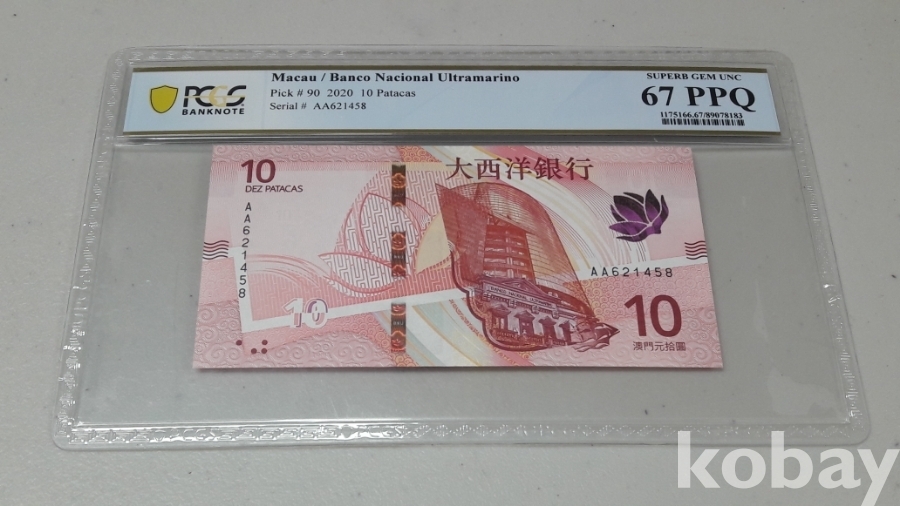 PCGS
BANKNOTE
Macau / Banco Nacional Ultramarino
Pick # 90 2020 10 Patacas
Serial # AA621458
SUPERB GEM UNC
67 PPQ
1175166.67/89078183
10
DEZ PATACAS
大西洋銀行
AA621458
AA621458
10
10
澳門元拾圓
kobay